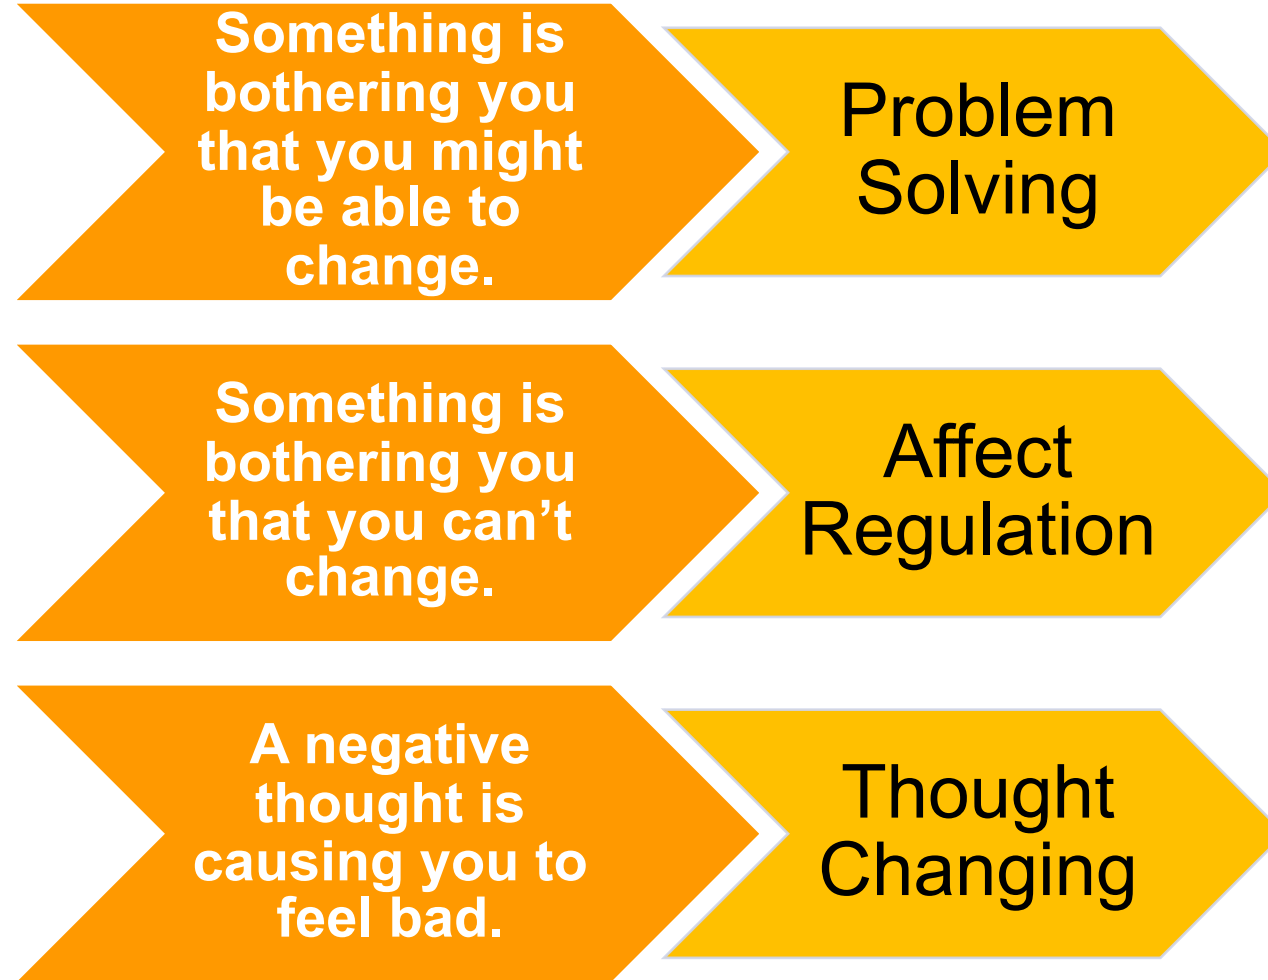 Something is
bothering you
that you might
be able to
change.
Problem
Solving
Something is
bothering you
that you can’t
change.
Affect
Regulation
A negative
thought is
causing you to
feel bad.
Thought
Changing